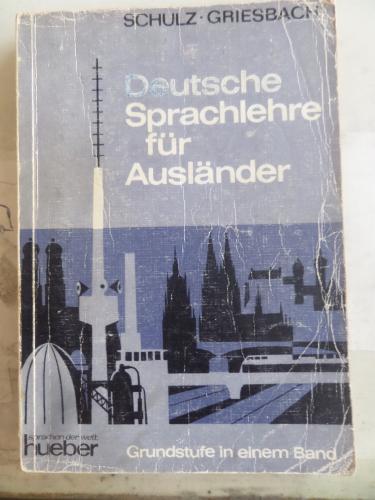 SCHULZ · GRIESBACH
Deutsche
Sprachlehre
für
Ausländer
sprachen der welt
hueber
Grundstufe in einem Band